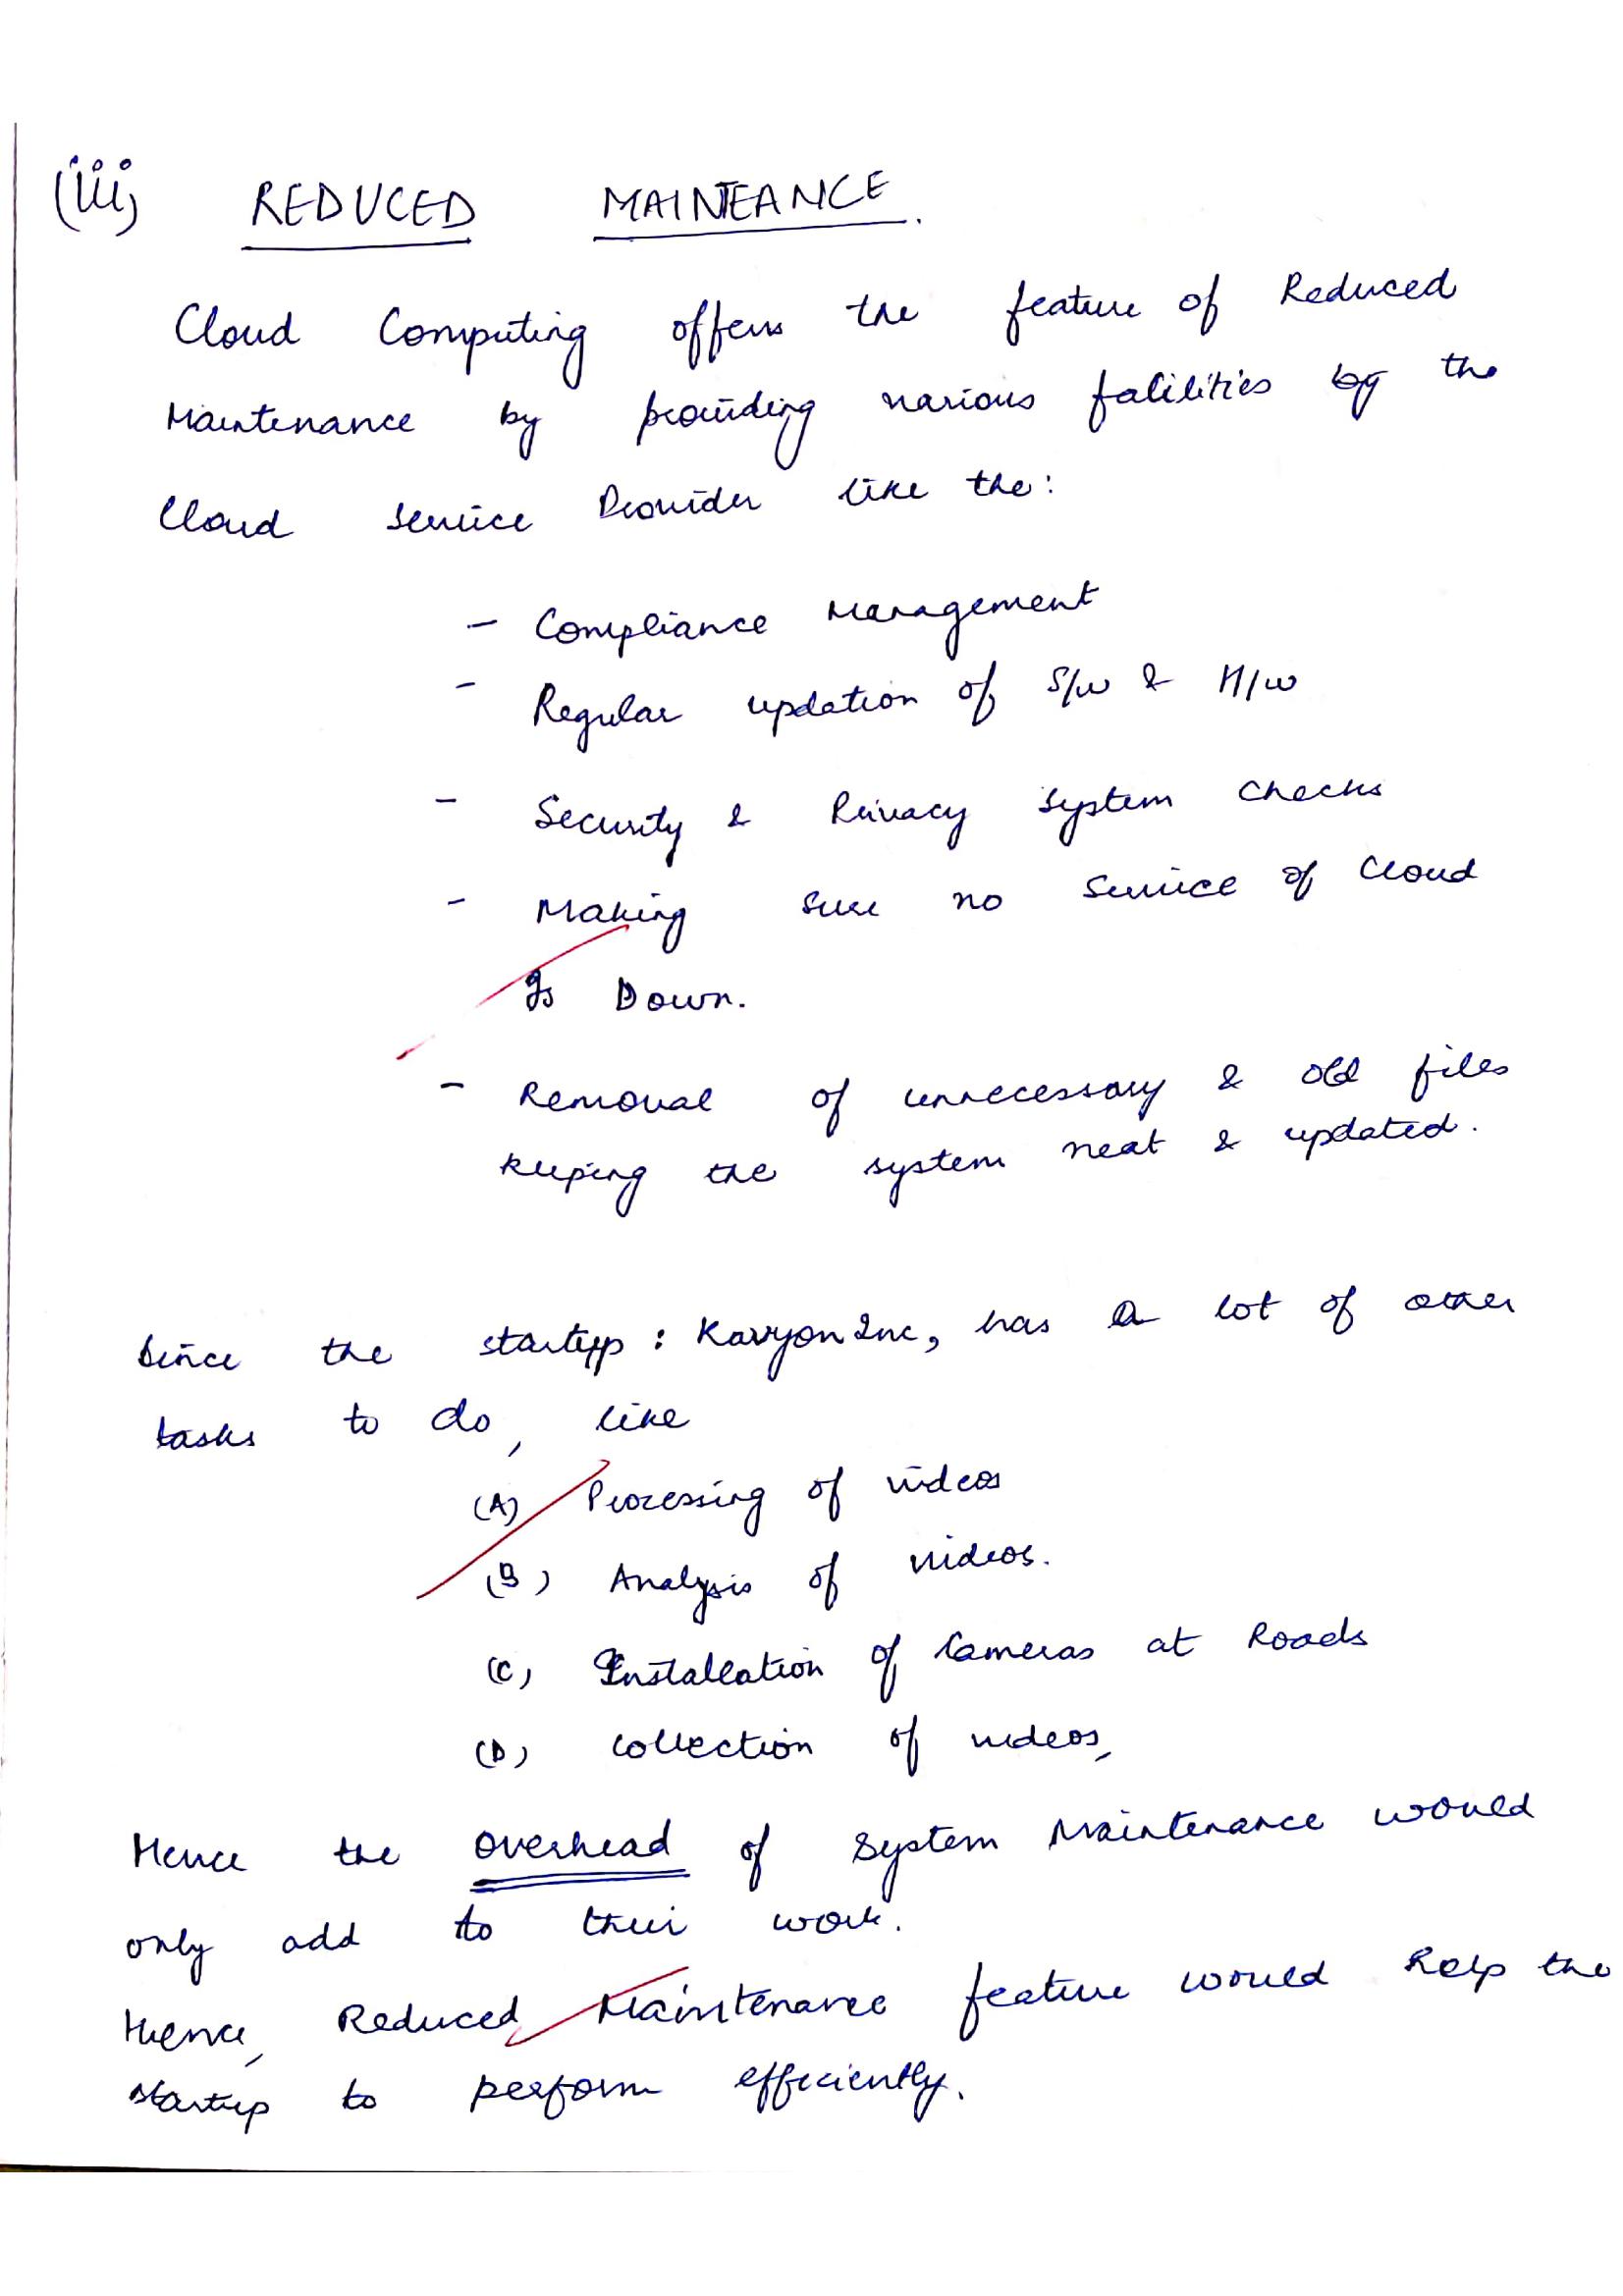 (iii) REDUCED MAINTEANCE.
Cloud Computing offers the feature of Reduced
Maintenance by providing various falilities by the
Cloud Service Provider like the:
- Compliance Management
- Regular updation of S/w & H/w
- Security & Privacy System Checks
- Making sure no Service of Cloud
Is Down.
- Removal of unnecessary & old files
keeping the system neat & updated.
Since the startup : Kavyon Inc, has a lot of other
tasks to do, like
(A) Processing of videos
(B) Analysis of videos.
(C) Installation of Cameras at Roads
(D) Collection of videos,
Hence the overhead of System Maintenance would
only add to their work.
Hence, Reduced Maintenance feature would help the
startup to perform efficiently.